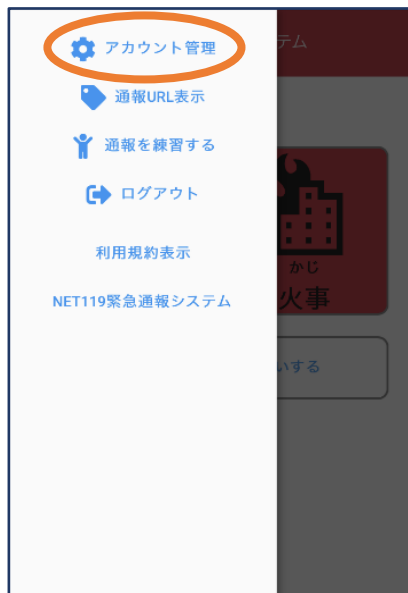 アカウント管理
テム
通報URL表示
通報を練習する
ログアウト
利用規約表示
NET119緊急通報システム
かじ
火事
いする